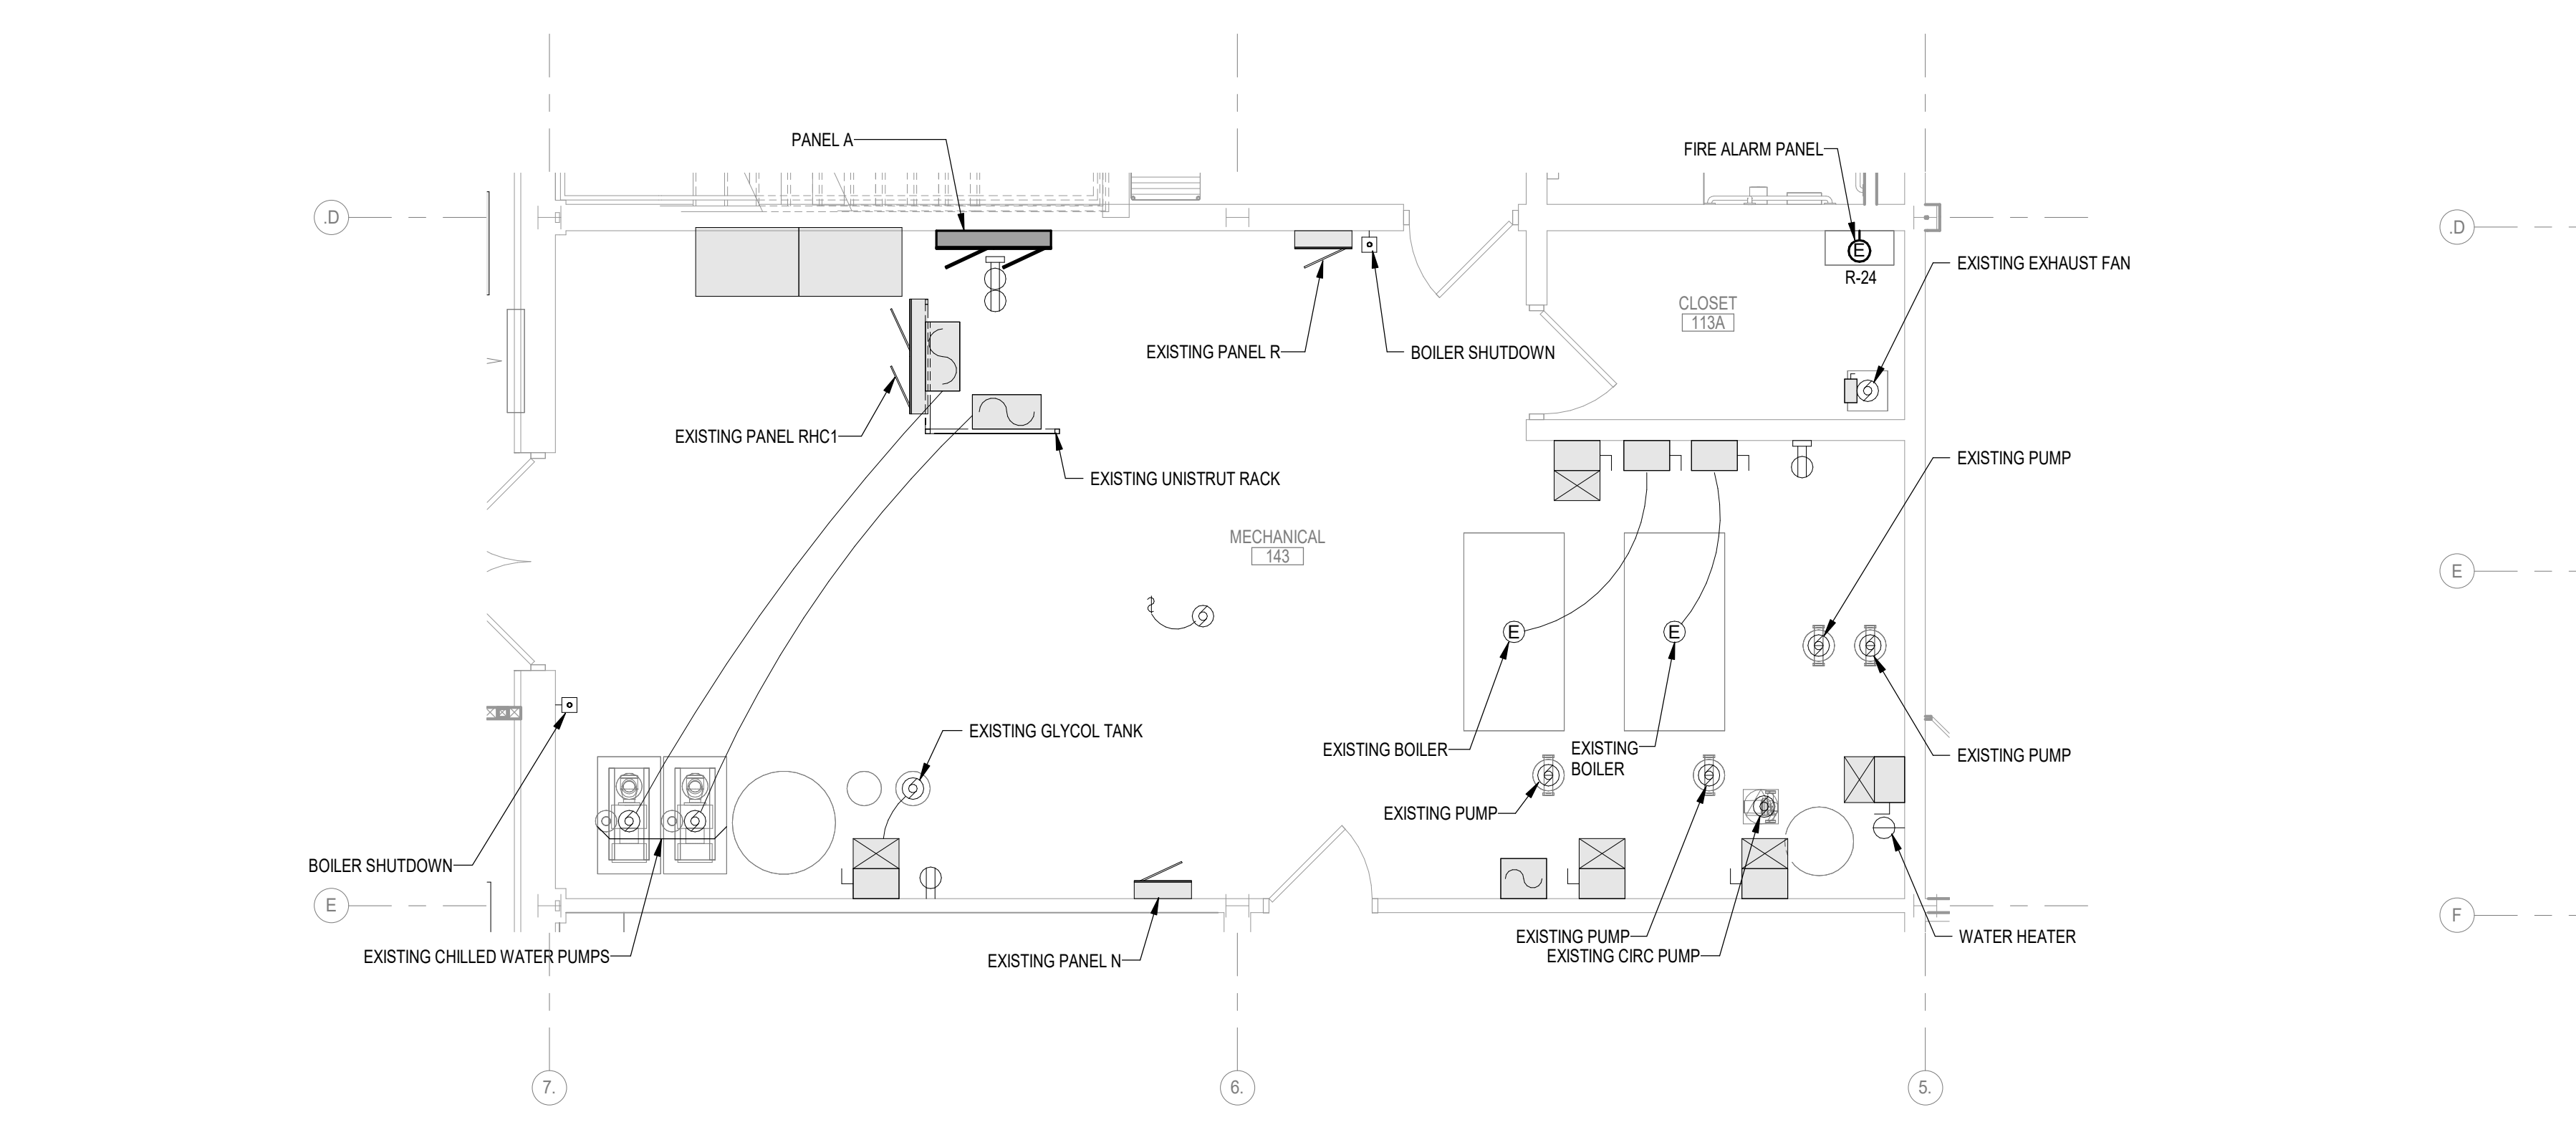 PANEL A
FIRE ALARM PANEL
.D
.D
E
R-24
EXISTING EXHAUST FAN
CLOSET
113A
EXISTING PANEL R
BOILER SHUTDOWN
EXISTING PANEL RHC1
EXISTING UNISTRUT RACK
EXISTING PUMP
MECHANICAL
143
E
E
E
EXISTING GLYCOL TANK
EXISTING BOILER
EXISTING
BOILER
EXISTING PUMP
EXISTING PUMP
BOILER SHUTDOWN
E
F
EXISTING CHILLED WATER PUMPS
EXISTING PANEL N
EXISTING PUMP
EXISTING CIRC PUMP
WATER HEATER
7.
6.
5.